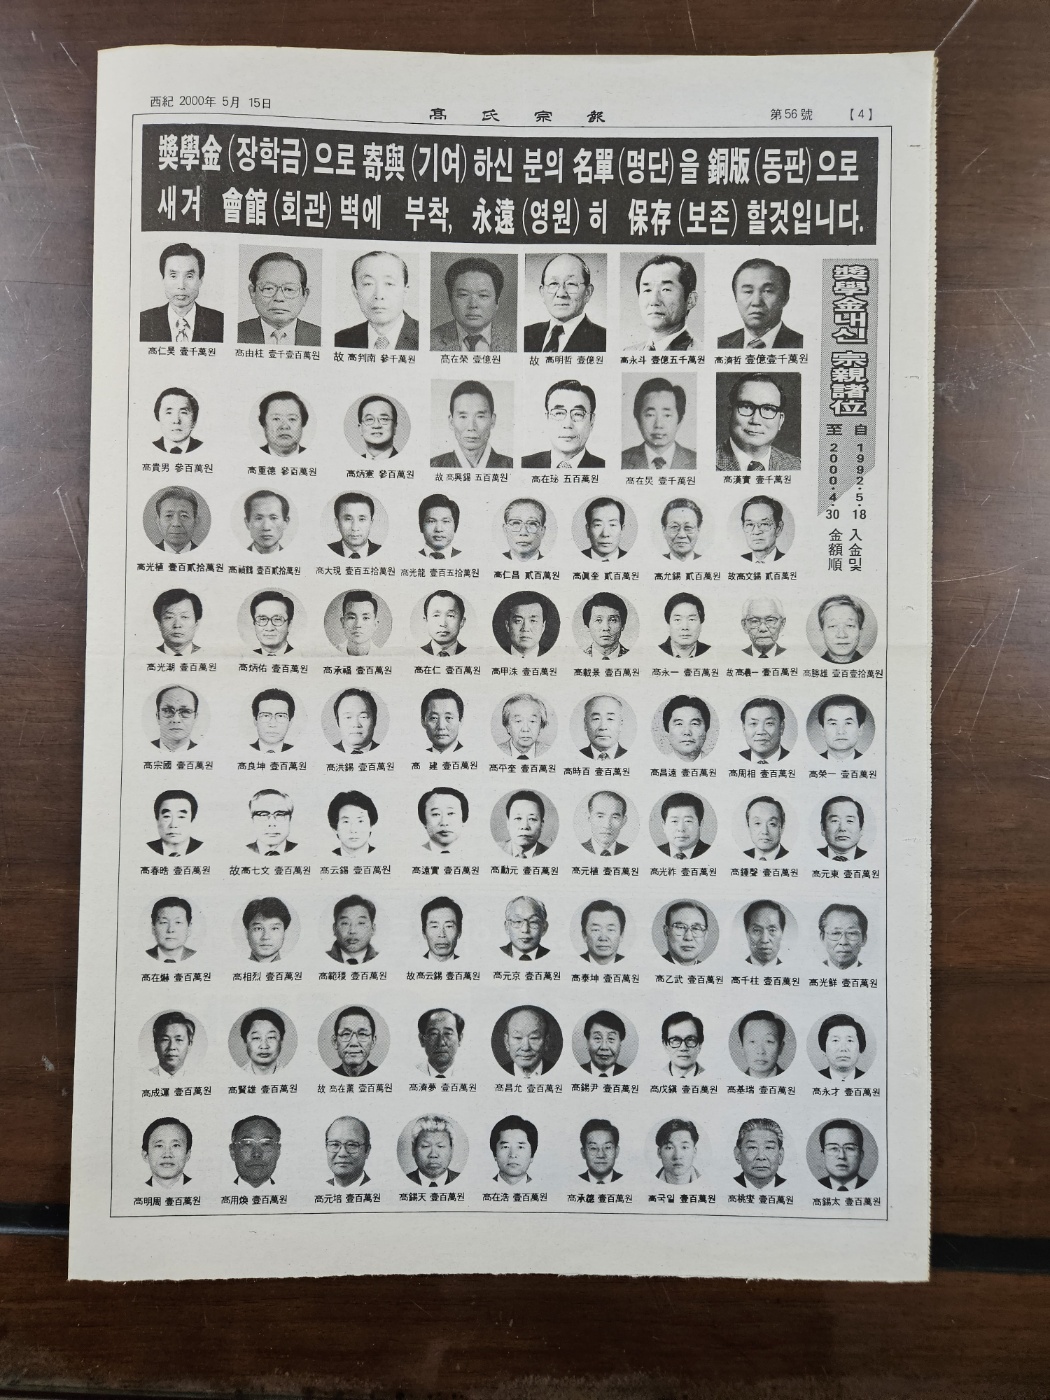 西紀 2000年 5月 15日
高氏宗報
第56號 【4】
獎學金(장학금)으로 寄與(기여)하신 분의 名單(명단)을 銅版(동판)으로
새겨 會館(회관)벽에 부착, 永遠(영원)히 保存(보존)할것입니다.
獎學金내신 宗親諸位
自 1992.5.18
至 2000.4.30
入金및
金額順
高仁昊 壹千萬원 高由柱 壹千壹百萬원 故 高判南 參千萬원 高在榮 壹億원 故 高明哲 壹億원 高永斗 壹億五千萬원 高濟哲 壹億壹千萬원
高貴男 參百萬원 高重德 參百萬원 高炳憲 參百萬원 故 高興錫 五百萬원 高在珌 五百萬원 高在炅 壹千萬원 高漢實 壹千萬원
高光植 壹百貳拾萬원 壹百貳拾萬원 高大現 壹百五拾萬원 高光龍 壹百五拾萬원 高仁昌 貳百萬원 高眞奎 貳百萬원 高允錫 貳百萬원 故高文錫 貳百萬원
高光湖 壹百萬원 高炳佑 壹百萬원 高承福 壹百萬원 高在仁 壹百萬원 高甲洙 壹百萬원 高載景 壹百萬원 高永一 壹百萬원 故 壹百萬원 高勝雄 壹百壹拾萬원
高宗國 壹百萬원 高良坤 壹百萬원 高洪錫 壹百萬원 高 建 壹百萬원 高平奎 壹百萬원 高時百 壹百萬원 高昌遠 壹百萬원 高周相 壹百萬원 高榮一 壹百萬원
高春晧 壹百萬원 故高七文 壹百萬원 高云錫 壹百萬원 高遠實 壹百萬원 高勳元 壹百萬원 高元植 壹百萬원 高光祚 壹百萬원 高鍾聲 壹百萬원 高元東 壹百萬원
壹百萬원 高相烈 壹百萬원 高範稜 壹百萬원 故高云錫 壹百萬원 高元京 壹百萬원 高泰坤 壹百萬원 高乙武 壹百萬원 高千柱 壹百萬원 高光鮮 壹百萬원
高成運 壹百萬원 高賢雄 壹百萬원 故 高在薰 壹百萬원 高濟夢 壹百萬원 高昌允 壹百萬원 高錫尹 壹百萬원 高戊鎭 壹百萬원 高基瑞 壹百萬원 高永才 壹百萬원
高明周 壹百萬원 高用煥 壹百萬원 高元培 壹百萬원 高錫天 壹百萬원 高在浩 壹百萬원 高承德 壹百萬원 高국일 壹百萬원 壹百萬원 高錫太 壹百萬원